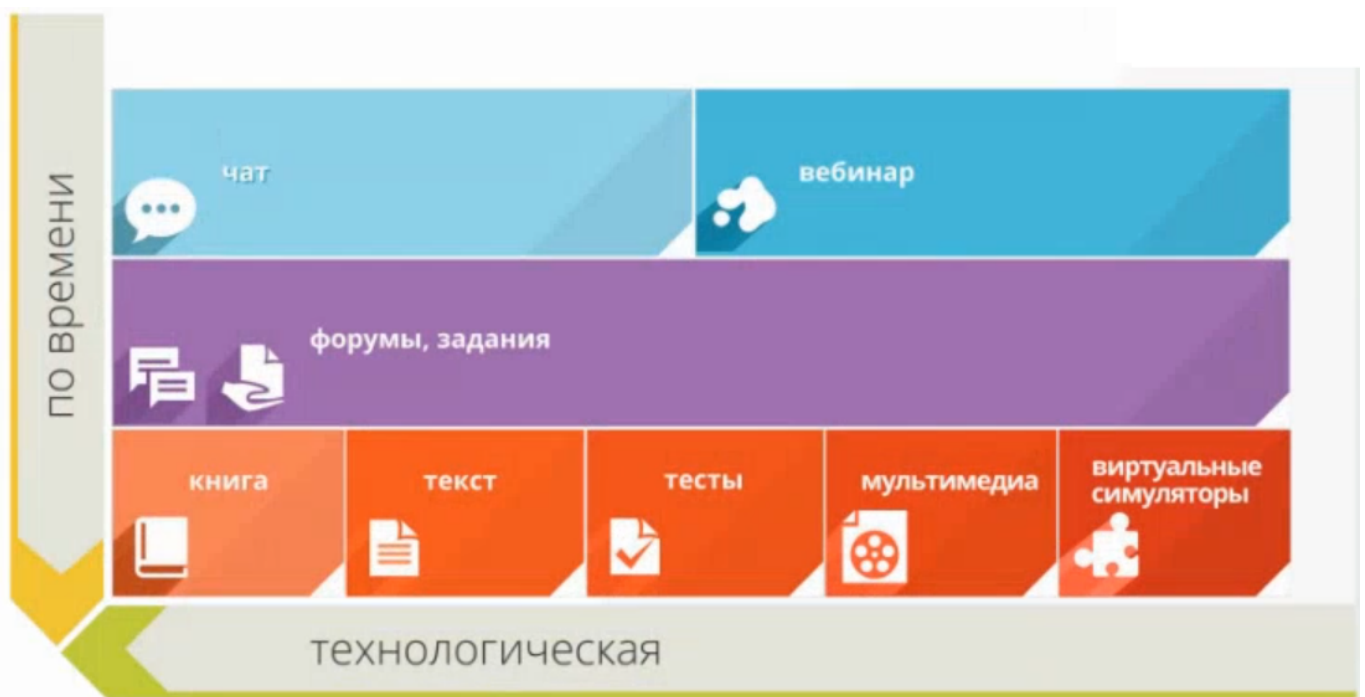 по времени
чат
вебинар
форумы, задания
книга
текст
тесты
мультимедиа
виртуальные
симуляторы
технологическая